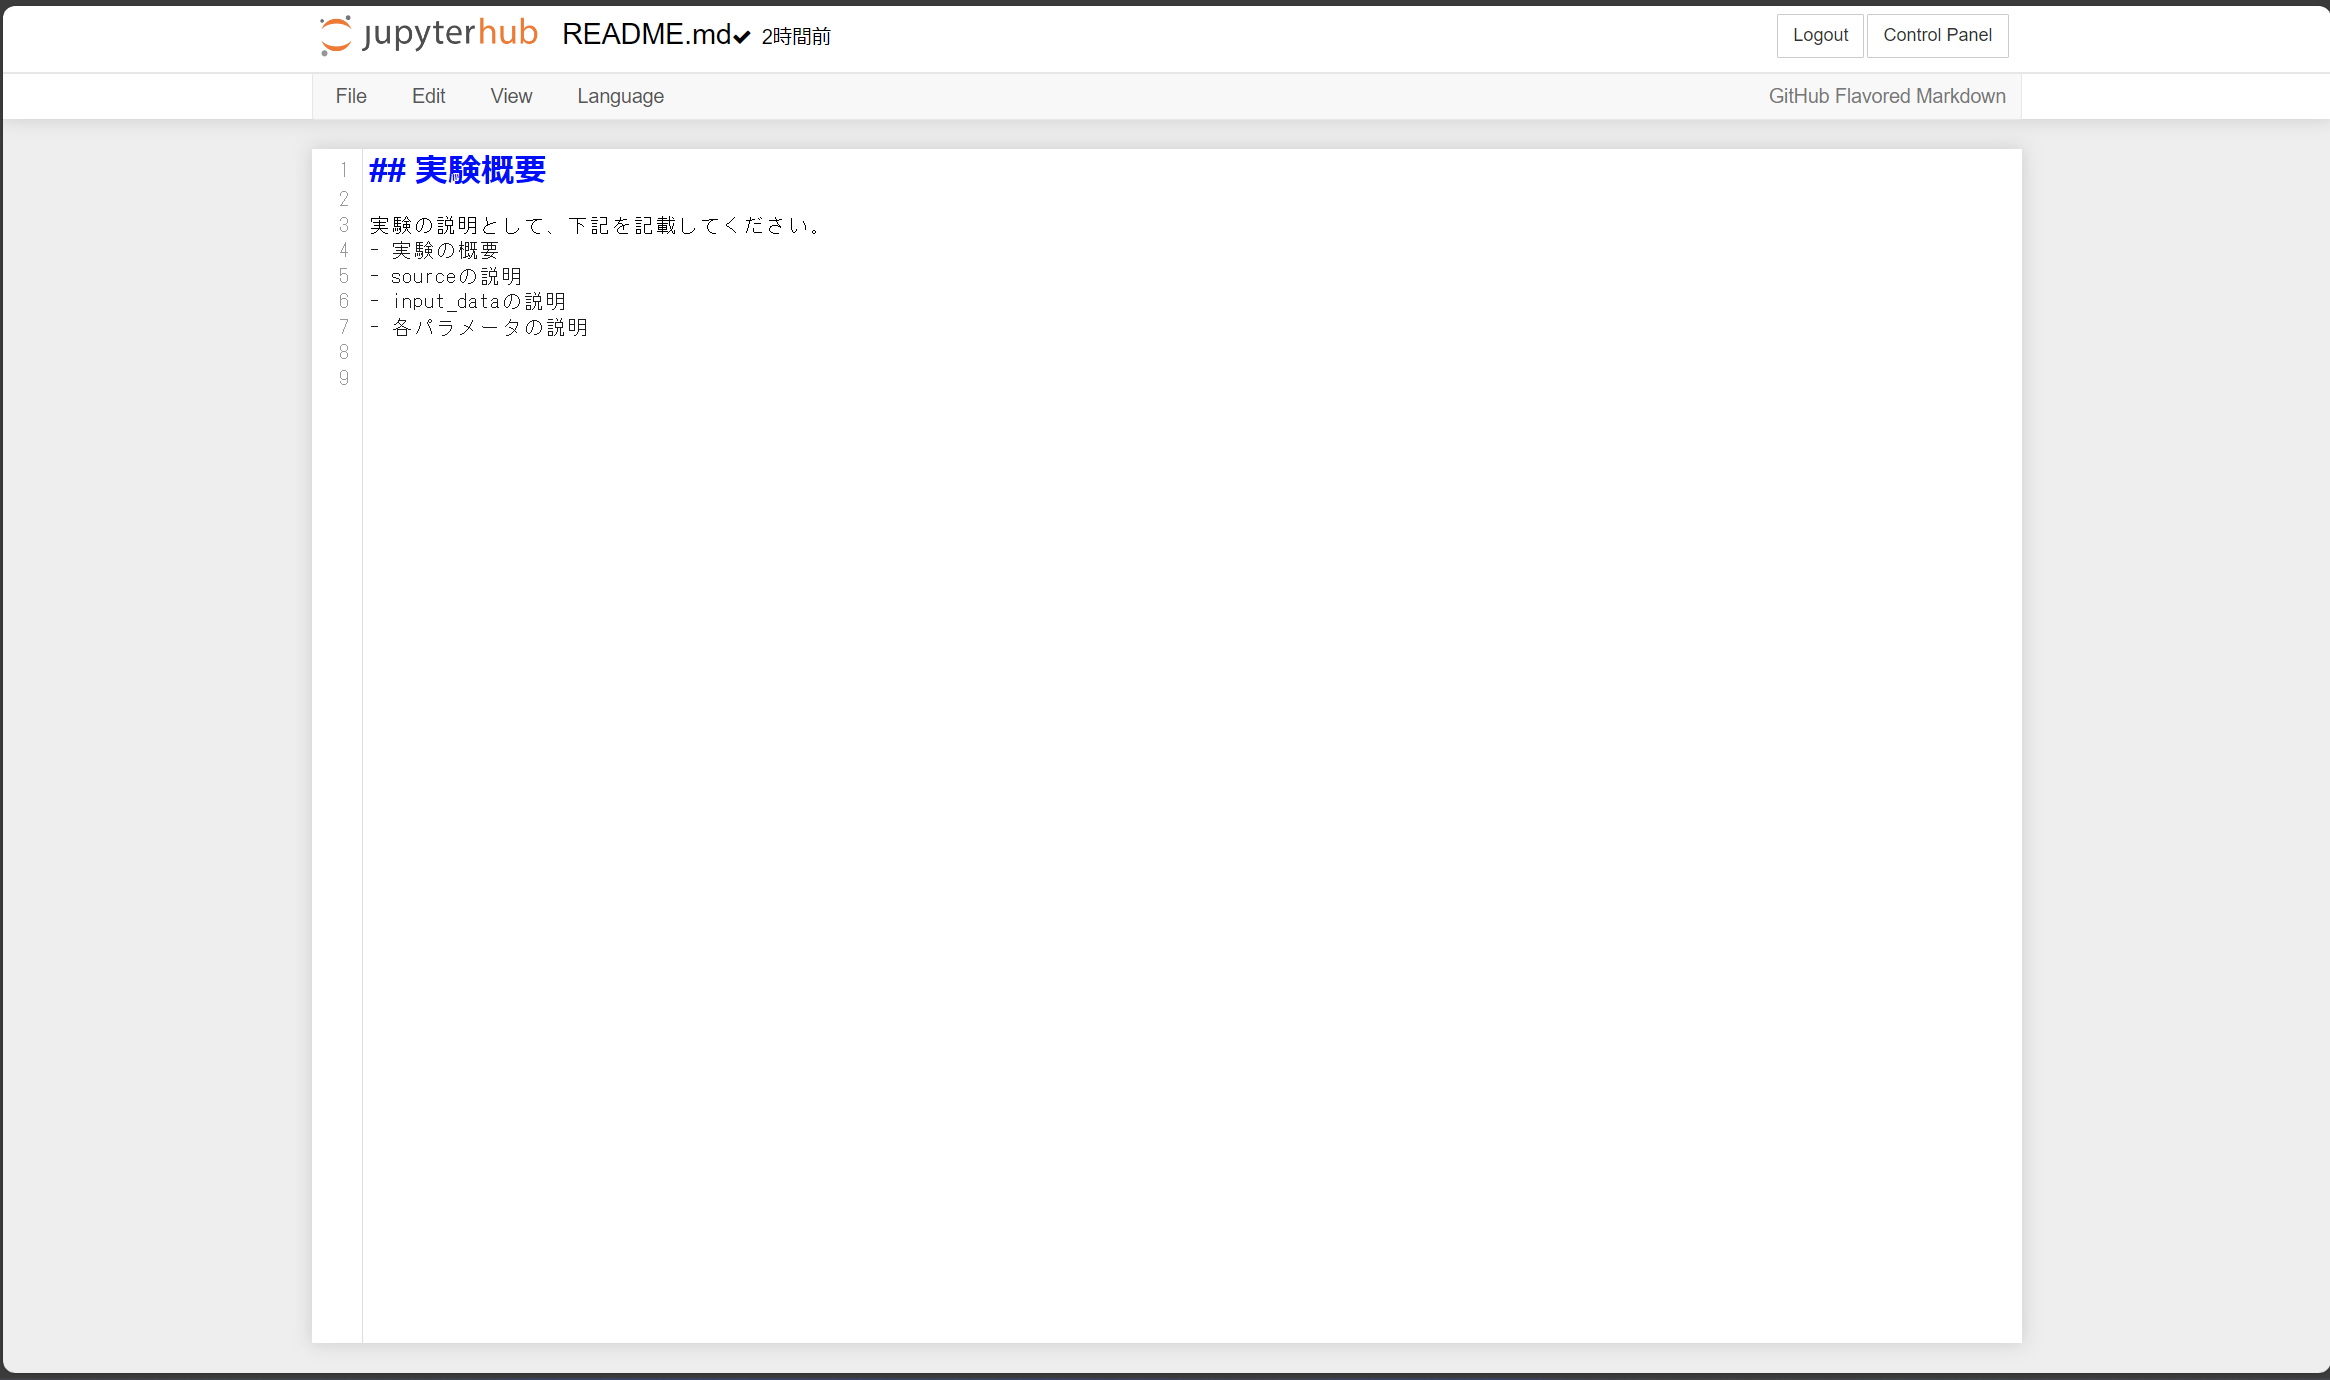 jupyterhub README.md 2時間前 Logout Control Panel
File Edit View Language GitHub Flavored Markdown
1 ## 実験概要
2
3 実験の説明として、下記を記載してください。
4 - 実験の概要
5 - sourceの説明
6 - input_dataの説明
7 - 各パラメータの説明
8
9